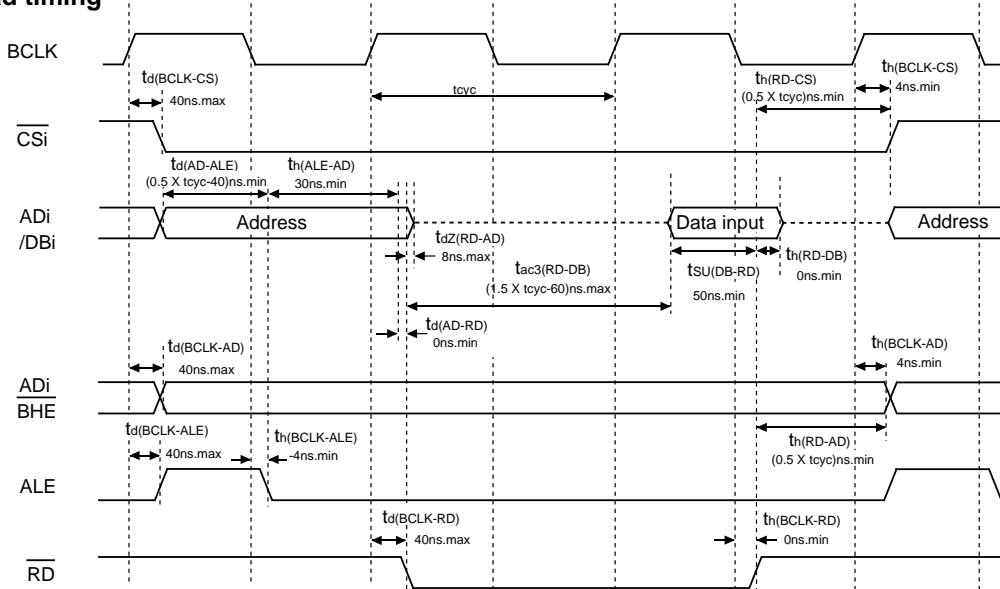 timing
BCLK
td(BCLK-CS)
40ns.max
tcyc
th(RD-CS)
(0.5 X tcyc)ns.min
th(BCLK-CS)
4ns.min
CSi
td(AD-ALE)
(0.5 X tcyc-40)ns.min
th(ALE-AD)
30ns.min
ADi
/DBi
Address
Data input
Address
tdZ(RD-AD)
8ns.max
tac3(RD-DB)
(1.5 X tcyc-60)ns.max
tSU(DB-RD)
50ns.min
th(RD-DB)
0ns.min
td(AD-RD)
0ns.min
td(BCLK-AD)
40ns.max
th(BCLK-AD)
4ns.min
ADi
BHE
td(BCLK-ALE)
40ns.max
th(BCLK-ALE)
-4ns.min
th(RD-AD)
(0.5 X tcyc)ns.min
ALE
td(BCLK-RD)
40ns.max
th(BCLK-RD)
0ns.min
RD